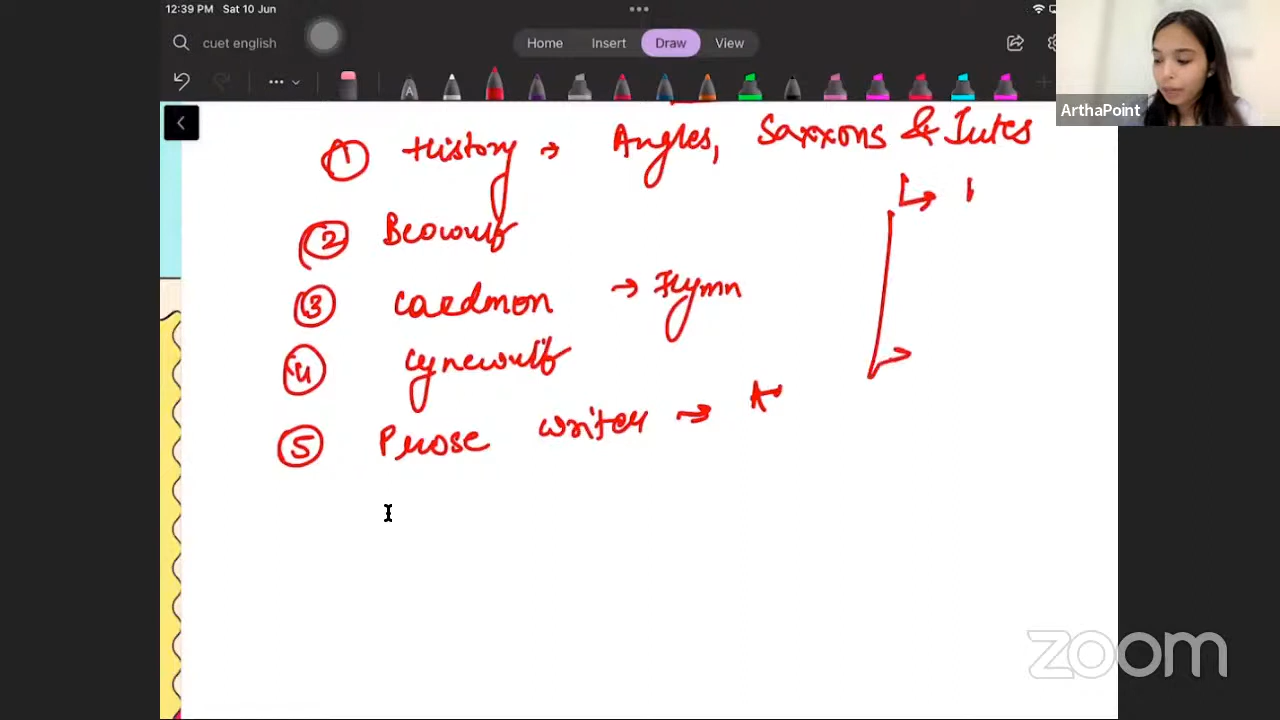 12:39 PM Sat 10 Jun
cuet english
Home Insert Draw View
ArthaPoint
① History → Angles, Saxxons & Jutes
② Beowulf
③ Caedmon → Hymn
④ Cynewulf
⑤ Prose writer →
zoom